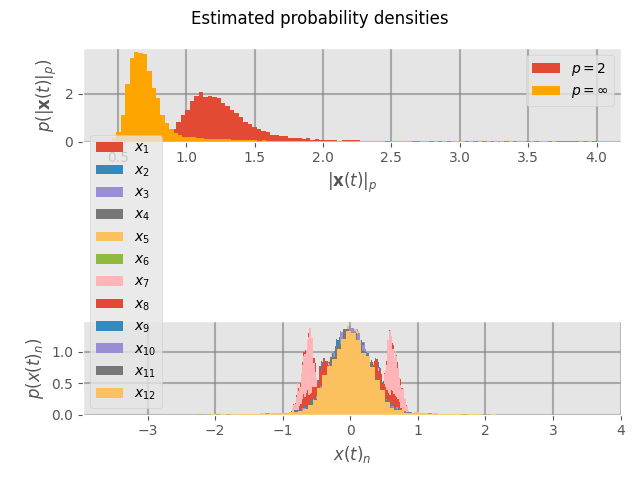 Estimated probability densities
p(|𝐱(t)|ₚ)
2
0
p = 2
p = ∞
0.5 1.0 1.5 2.0 2.5 3.0 3.5 4.0
|𝐱(t)|ₚ
x₁
x₂
x₃
x₄
x₅
x₆
x₇
x₈
x₉
x₁₀
x₁₁
x₁₂
p(x(t)ₙ)
1.0
0.5
0.0
−3 −2 −1 0 1 2 3 4
x(t)ₙ